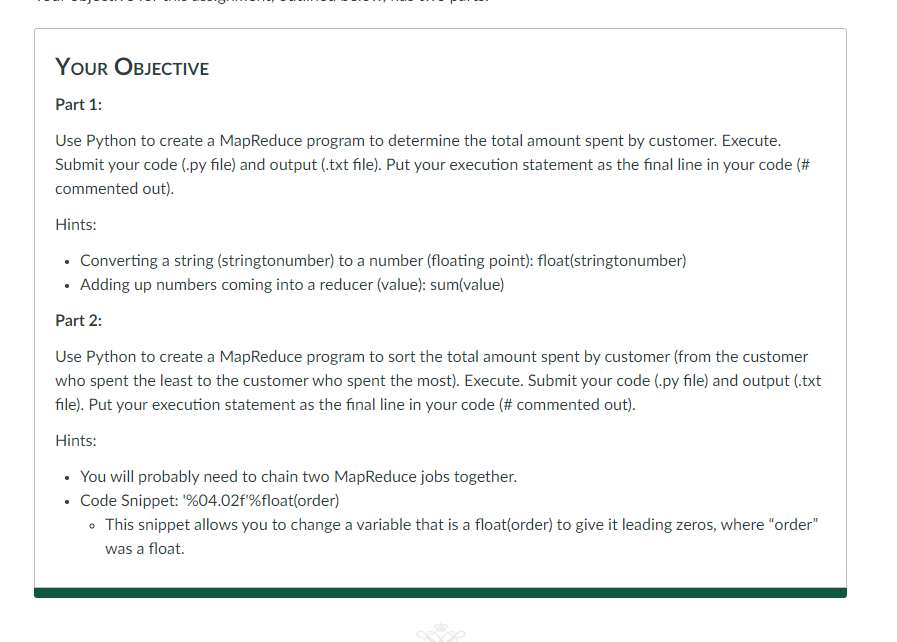 YOUR OBJECTIVE
Part 1:
Use Python to create a MapReduce program to determine the total amount spent by customer. Execute.
Submit your code (.py file) and output (.txt file). Put your execution statement as the final line in your code (#
commented out).
Hints:
• Converting a string (stringtonumber) to a number (floating point): float(stringtonumber)
• Adding up numbers coming into a reducer (value): sum(value)
Part 2:
Use Python to create a MapReduce program to sort the total amount spent by customer (from the customer
who spent the least to the customer who spent the most). Execute. Submit your code (.py file) and output (.txt
file). Put your execution statement as the final line in your code (# commented out).
Hints:
• You will probably need to chain two MapReduce jobs together.
• Code Snippet: '%04.02f'%float(order)
◦ This snippet allows you to change a variable that is a float(order) to give it leading zeros, where “order”
was a float.